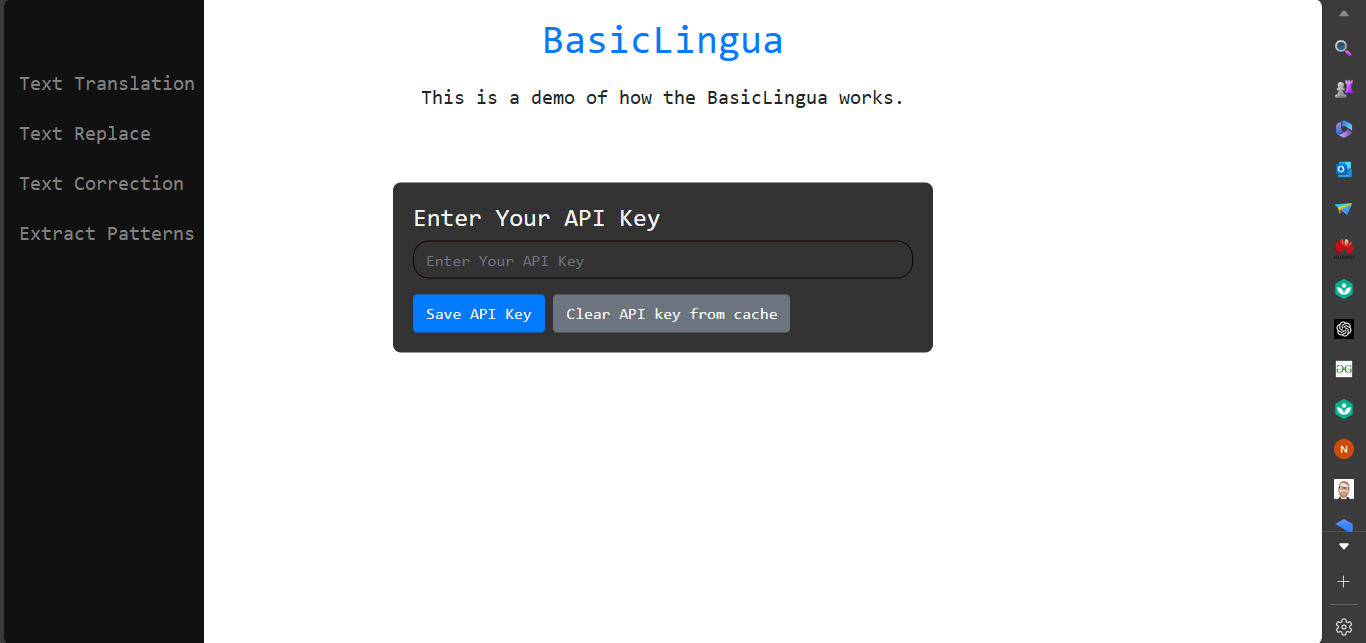 Text Translation
Text Replace
Text Correction
Extract Patterns
BasicLingua
This is a demo of how the BasicLingua works.
Enter Your API Key
Enter Your API Key
Save API Key
Clear API key from cache
N